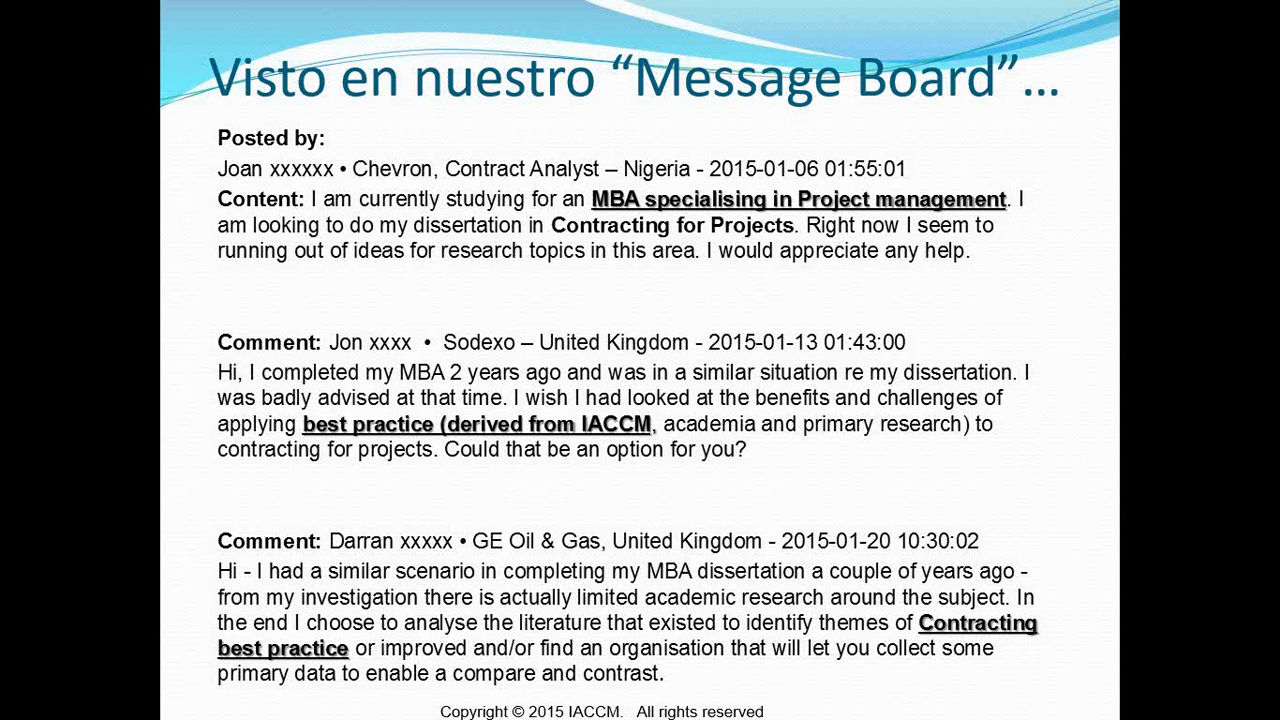 Visto en nuestro “Message Board”...
Posted by:
Joan xxxxxx • Chevron, Contract Analyst – Nigeria - 2015-01-06 01:55:01
Content: I am currently studying for an MBA specialising in Project management. I
am looking to do my dissertation in Contracting for Projects. Right now I seem to
running out of ideas for research topics in this area. I would appreciate any help.
Comment: Jon xxxx • Sodexo – United Kingdom - 2015-01-13 01:43:00
Hi, I completed my MBA 2 years ago and was in a similar situation re my dissertation. I
was badly advised at that time. I wish I had looked at the benefits and challenges of
applying best practice (derived from IACCM, academia and primary research) to
contracting for projects. Could that be an option for you?
Comment: Darran xxxxx • GE Oil & Gas, United Kingdom - 2015-01-20 10:30:02
Hi - I had a similar scenario in completing my MBA dissertation a couple of years ago -
from my investigation there is actually limited academic research around the subject. In
the end I choose to analyse the literature that existed to identify themes of Contracting
best practice or improved and/or find an organisation that will let you collect some
primary data to enable a compare and contrast.
Copyright © 2015 IACCM. All rights reserved